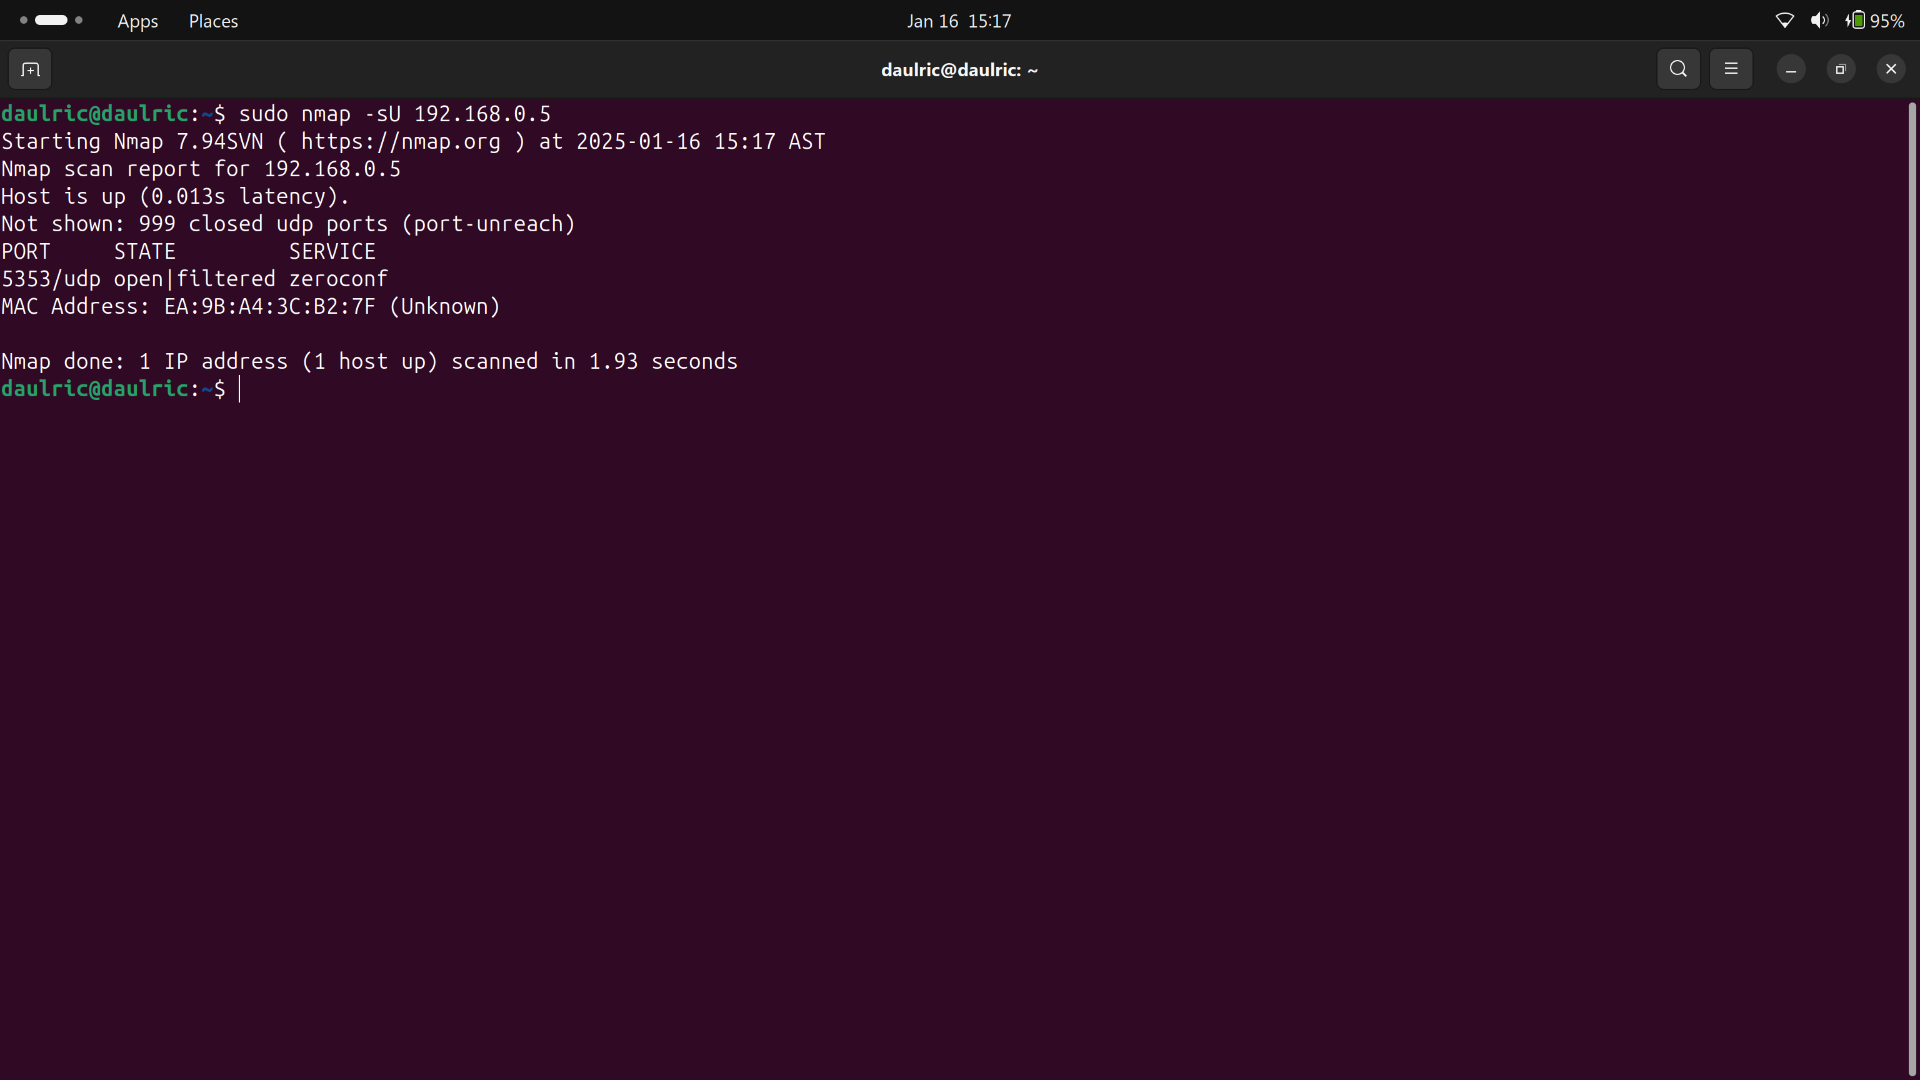 Apps Places Jan 16 15:17 95%
daulric@daulric: ~
daulric@daulric:~$ sudo nmap -sU 192.168.0.5
Starting Nmap 7.94SVN ( https://nmap.org ) at 2025-01-16 15:17 AST
Nmap scan report for 192.168.0.5
Host is up (0.013s latency).
Not shown: 999 closed udp ports (port-unreach)
PORT     STATE         SERVICE
5353/udp open|filtered zeroconf
MAC Address: EA:9B:A4:3C:B2:7F (Unknown)
Nmap done: 1 IP address (1 host up) scanned in 1.93 seconds
daulric@daulric:~$